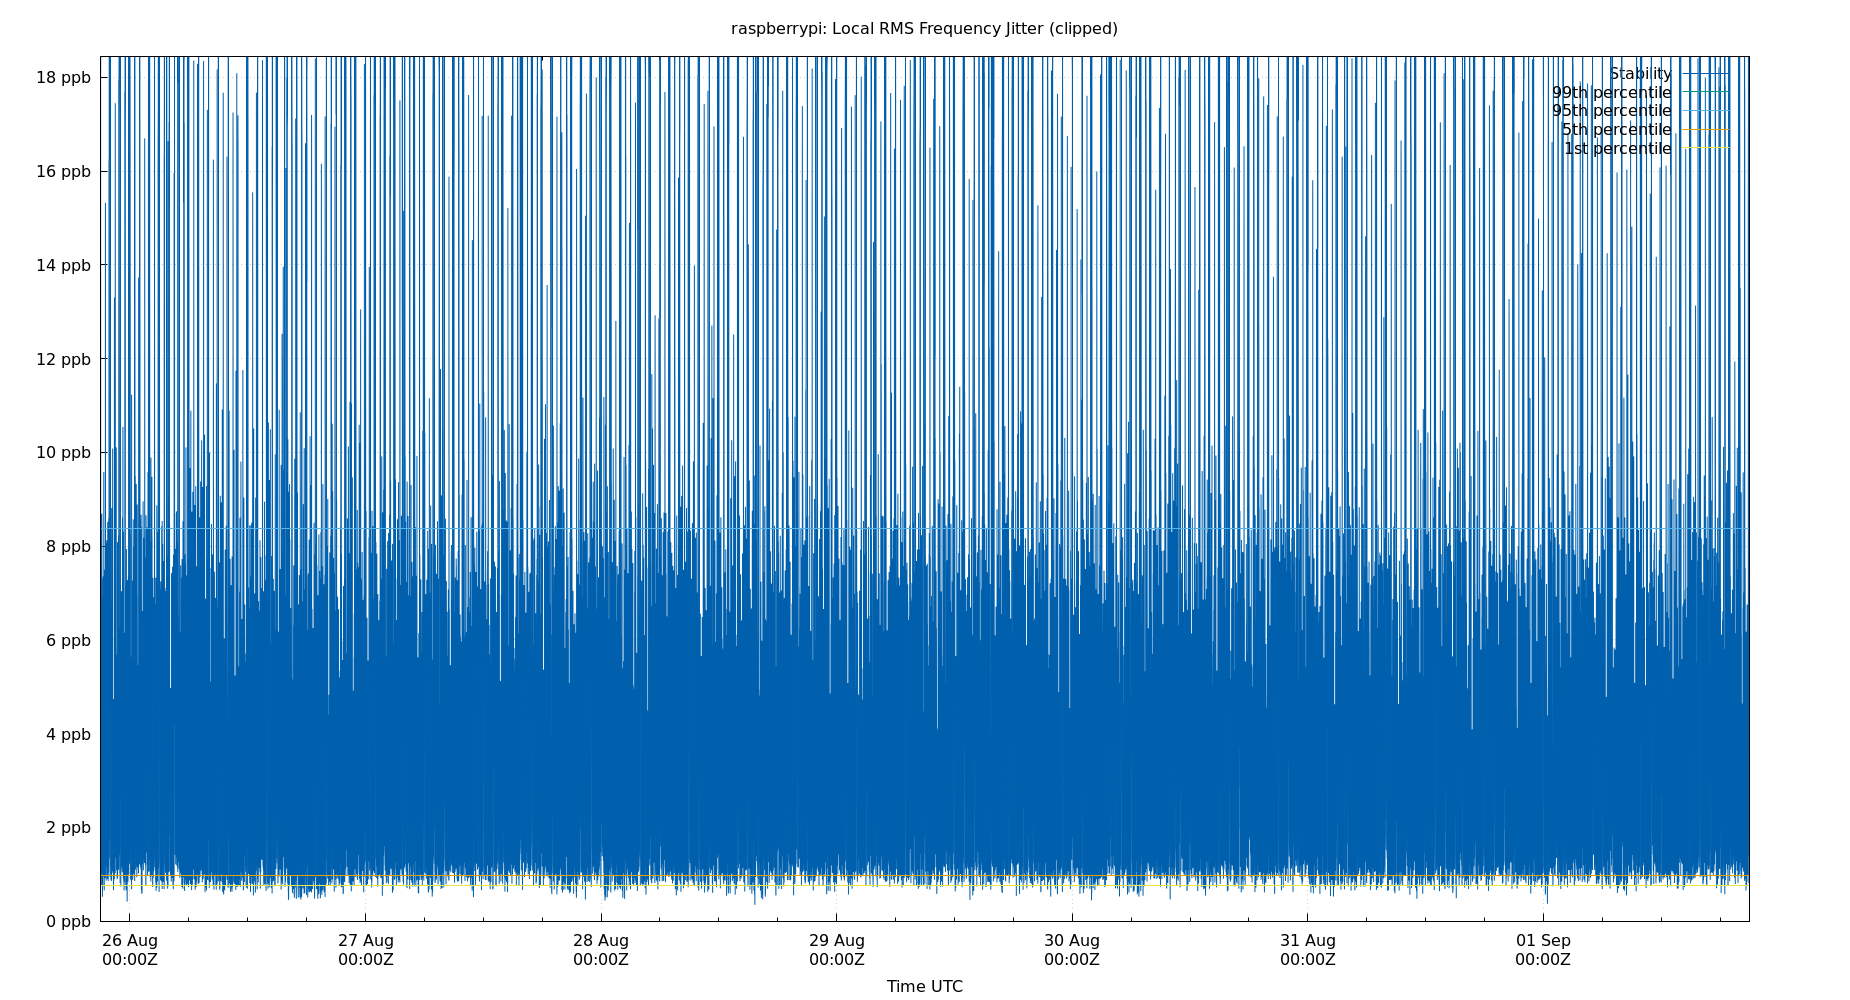 raspberrypi: Local RMS Frequency Jitter (clipped)
18 ppb
16 ppb
14 ppb
12 ppb
10 ppb
8 ppb
6 ppb
4 ppb
2 ppb
0 ppb
Stability
99th percentile
95th percentile
5th percentile
1st percentile
26 Aug 27 Aug 28 Aug 29 Aug 30 Aug 31 Aug 01 Sep
00:00Z 00:00Z 00:00Z 00:00Z 00:00Z 00:00Z 00:00Z
Time UTC